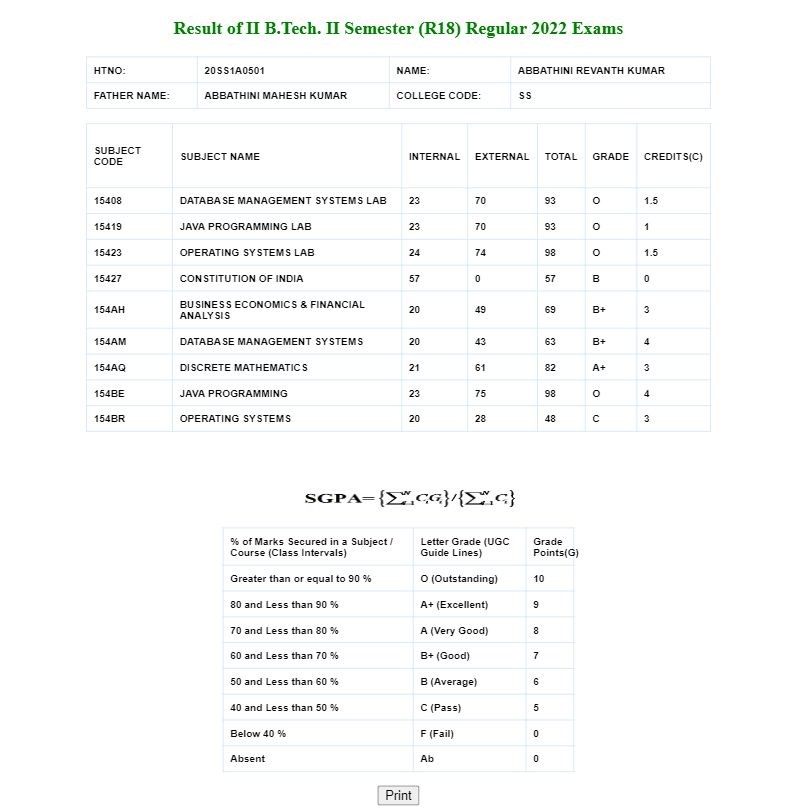 Result of II B.Tech. II Semester (R18) Regular 2022 Exams
HTNO: 20SS1A0501 NAME: ABBATHINI REVANTH KUMAR
FATHER NAME: ABBATHINI MAHESH KUMAR COLLEGE CODE: SS
SUBJECT CODE SUBJECT NAME INTERNAL EXTERNAL TOTAL GRADE CREDITS(C)
15408 DATABASE MANAGEMENT SYSTEMS LAB 23 70 93 O 1.5
15419 JAVA PROGRAMMING LAB 23 70 93 O 1
15423 OPERATING SYSTEMS LAB 24 74 98 O 1.5
15427 CONSTITUTION OF INDIA 57 0 57 B 0
154AH BUSINESS ECONOMICS & FINANCIAL ANALYSIS 20 49 69 B+ 3
154AM DATABASE MANAGEMENT SYSTEMS 20 43 63 B+ 4
154AQ DISCRETE MATHEMATICS 21 61 82 A+ 3
154BE JAVA PROGRAMMING 23 75 98 O 4
154BR OPERATING SYSTEMS 20 28 48 C 3
SGPA={∑CG}/{∑C}
% of Marks Secured in a Subject / Course (Class Intervals) Letter Grade (UGC Guide Lines) Grade Points(G)
Greater than or equal to 90 % O (Outstanding) 10
80 and Less than 90 % A+ (Excellent) 9
70 and Less than 80 % A (Very Good) 8
60 and Less than 70 % B+ (Good) 7
50 and Less than 60 % B (Average) 6
40 and Less than 50 % C (Pass) 5
Below 40 % F (Fail) 0
Absent Ab 0
Print